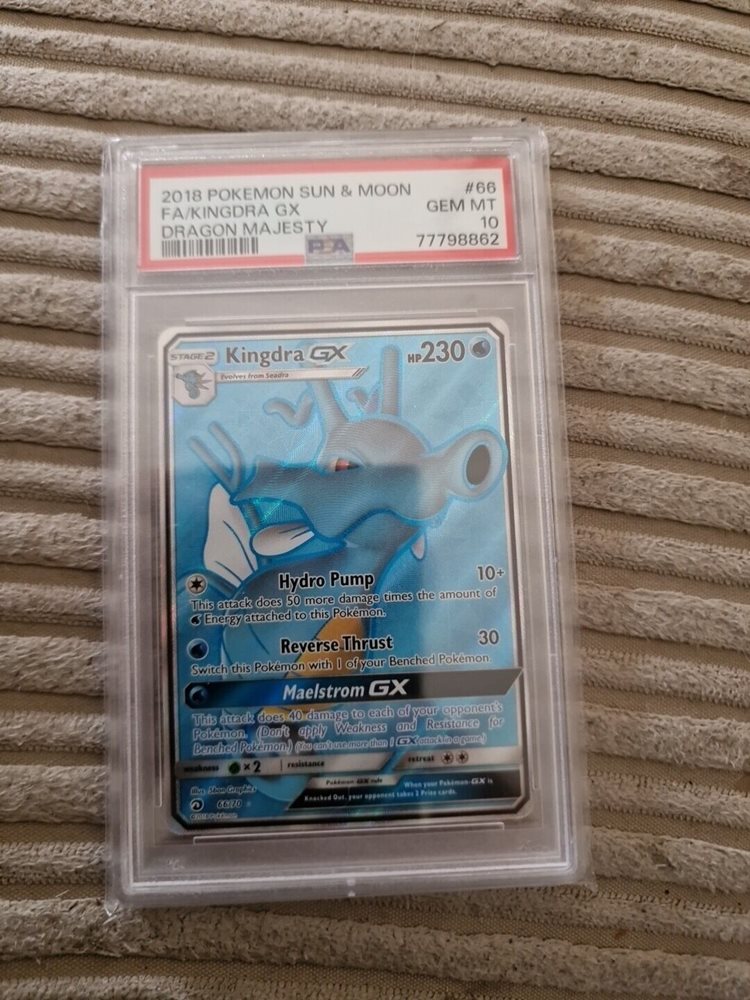 2018 POKEMON SUN & MOON #66
FA/KINGDRA GX GEM MT
DRAGON MAJESTY 10
PSA 77798862
STAGE2 Kingdra GX HP230
Evolves from Seadra
Hydro Pump 10+
This attack does 50 more damage times the amount of
Energy attached to this Pokémon.
Reverse Thrust 30
Switch this Pokémon with 1 of your Benched Pokémon.
Maelstrom GX
This attack does 40 damage to each of your opponent's
Pokémon. (Don't apply Weakness and Resistance for
Benched Pokémon.) (You can't use more than 1 GX attack in a game.)
weakness ×2 resistance retreat
Pokémon-GX rule When your Pokémon-GX is
Knocked Out, your opponent takes 2 Prize cards.
Illus. Shon Graphics
66/70
©2018 Pokémon